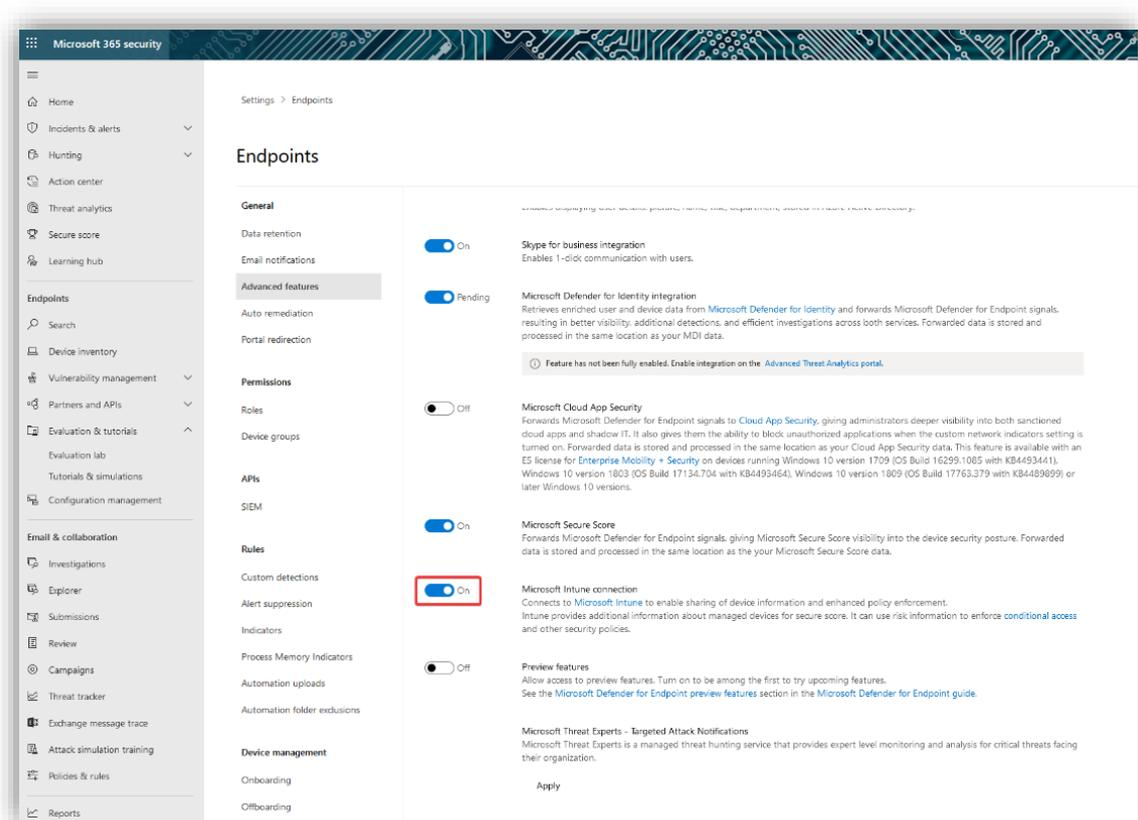 Microsoft 365 security
Home
Incidents & alerts
Hunting
Action center
Threat analytics
Secure score
Learning hub
Endpoints
Search
Device inventory
Vulnerability management
Partners and APIs
Evaluation & tutorials
Evaluation lab
Tutorials & simulations
Configuration management
Email & collaboration
Investigations
Explorer
Submissions
Review
Campaigns
Threat tracker
Exchange message trace
Attack simulation training
Policies & rules
Reports
Settings > Endpoints
Endpoints
General
Data retention
Email notifications
Advanced features
Auto remediation
Portal redirection
Permissions
Roles
Device groups
APIs
SIEM
Rules
Custom detections
Alert suppression
Indicators
Process Memory Indicators
Automation uploads
Automation folder exclusions
Device management
Onboarding
Offboarding
Enables displaying user details: picture, name, title, department, stored in Azure Active Directory.
On
Skype for business integration
Enables 1-click communication with users.
Pending
Microsoft Defender for Identity integration
Retrieves enriched user and device data from Microsoft Defender for Identity and forwards Microsoft Defender for Endpoint signals,
resulting in better visibility, additional detections, and efficient investigations across both services. Forwarded data is stored and
processed in the same location as your MDI data.
Feature has not been fully enabled. Enable integration on the Advanced Threat Analytics portal.
Off
Microsoft Cloud App Security
Forwards Microsoft Defender for Endpoint signals to Cloud App Security, giving administrators deeper visibility into both sanctioned
cloud apps and shadow IT. It also gives them the ability to block unauthorized applications when the custom network indicators setting is
turned on. Forwarded data is stored and processed in the same location as your Cloud App Security data. This feature is available with an
E5 license for Enterprise Mobility + Security on devices running Windows 10 version 1709 (OS Build 16299.1085 with KB4493441),
Windows 10 version 1803 (OS Build 17134.704 with KB4493464), Windows 10 version 1809 (OS Build 17763.379 with KB4489899) or
later Windows 10 versions.
On
Microsoft Secure Score
Forwards Microsoft Defender for Endpoint signals, giving Microsoft Secure Score visibility into the device security posture. Forwarded
data is stored and processed in the same location as the your Microsoft Secure Score data.
On
Microsoft Intune connection
Connects to Microsoft Intune to enable sharing of device information and enhanced policy enforcement.
Intune provides additional information about managed devices for secure score. It can use risk information to enforce conditional access
and other security policies.
Off
Preview features
Allow access to preview features. Turn on to be among the first to try upcoming features.
See the Microsoft Defender for Endpoint preview features section in the Microsoft Defender for Endpoint guide.
Microsoft Threat Experts - Targeted Attack Notifications
Microsoft Threat Experts is a managed threat hunting service that provides expert level monitoring and analysis for critical threats facing
their organization.
Apply